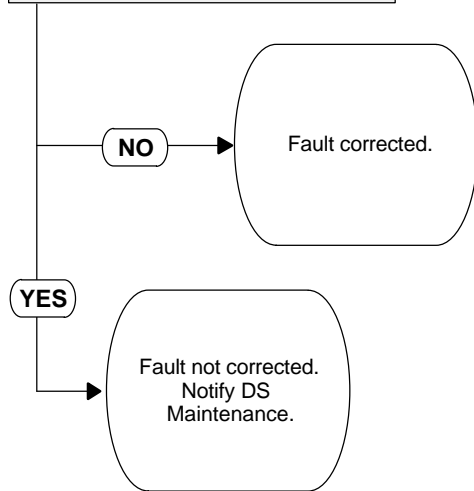 NO
Fault corrected.
YES
Fault not corrected.
Notify DS
Maintenance.